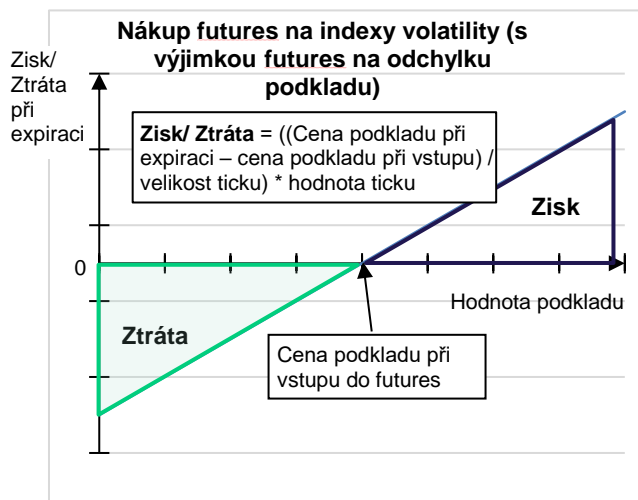 Nákup futures na indexy volatility (s
výjimkou futures na odchylku
podkladu)
Zisk/
Ztráta
při
expiraci
Zisk/ Ztráta = ((Cena podkladu při
expiraci – cena podkladu při vstupu) /
velikost ticku) * hodnota ticku
Zisk
0
Hodnota podkladu
Ztráta
Cena podkladu při
vstupu do futures